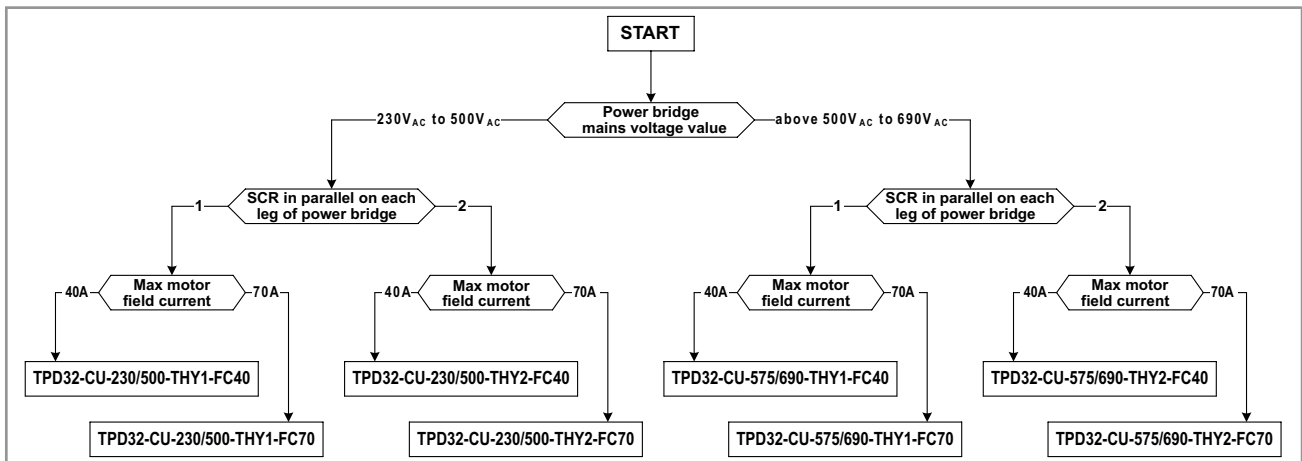 START
Power bridge
mains voltage value
230VAC to 500VAC
above 500VAC to 690VAC
SCR in parallel on each
leg of power bridge
1
2
SCR in parallel on each
leg of power bridge
1
2
Max motor
field current
40A
70A
Max motor
field current
40A
70A
Max motor
field current
40A
70A
Max motor
field current
40A
70A
TPD32-CU-230/500-THY1-FC40
TPD32-CU-230/500-THY2-FC40
TPD32-CU-575/690-THY1-FC40
TPD32-CU-575/690-THY2-FC40
TPD32-CU-230/500-THY1-FC70
TPD32-CU-230/500-THY2-FC70
TPD32-CU-575/690-THY1-FC70
TPD32-CU-575/690-THY2-FC70